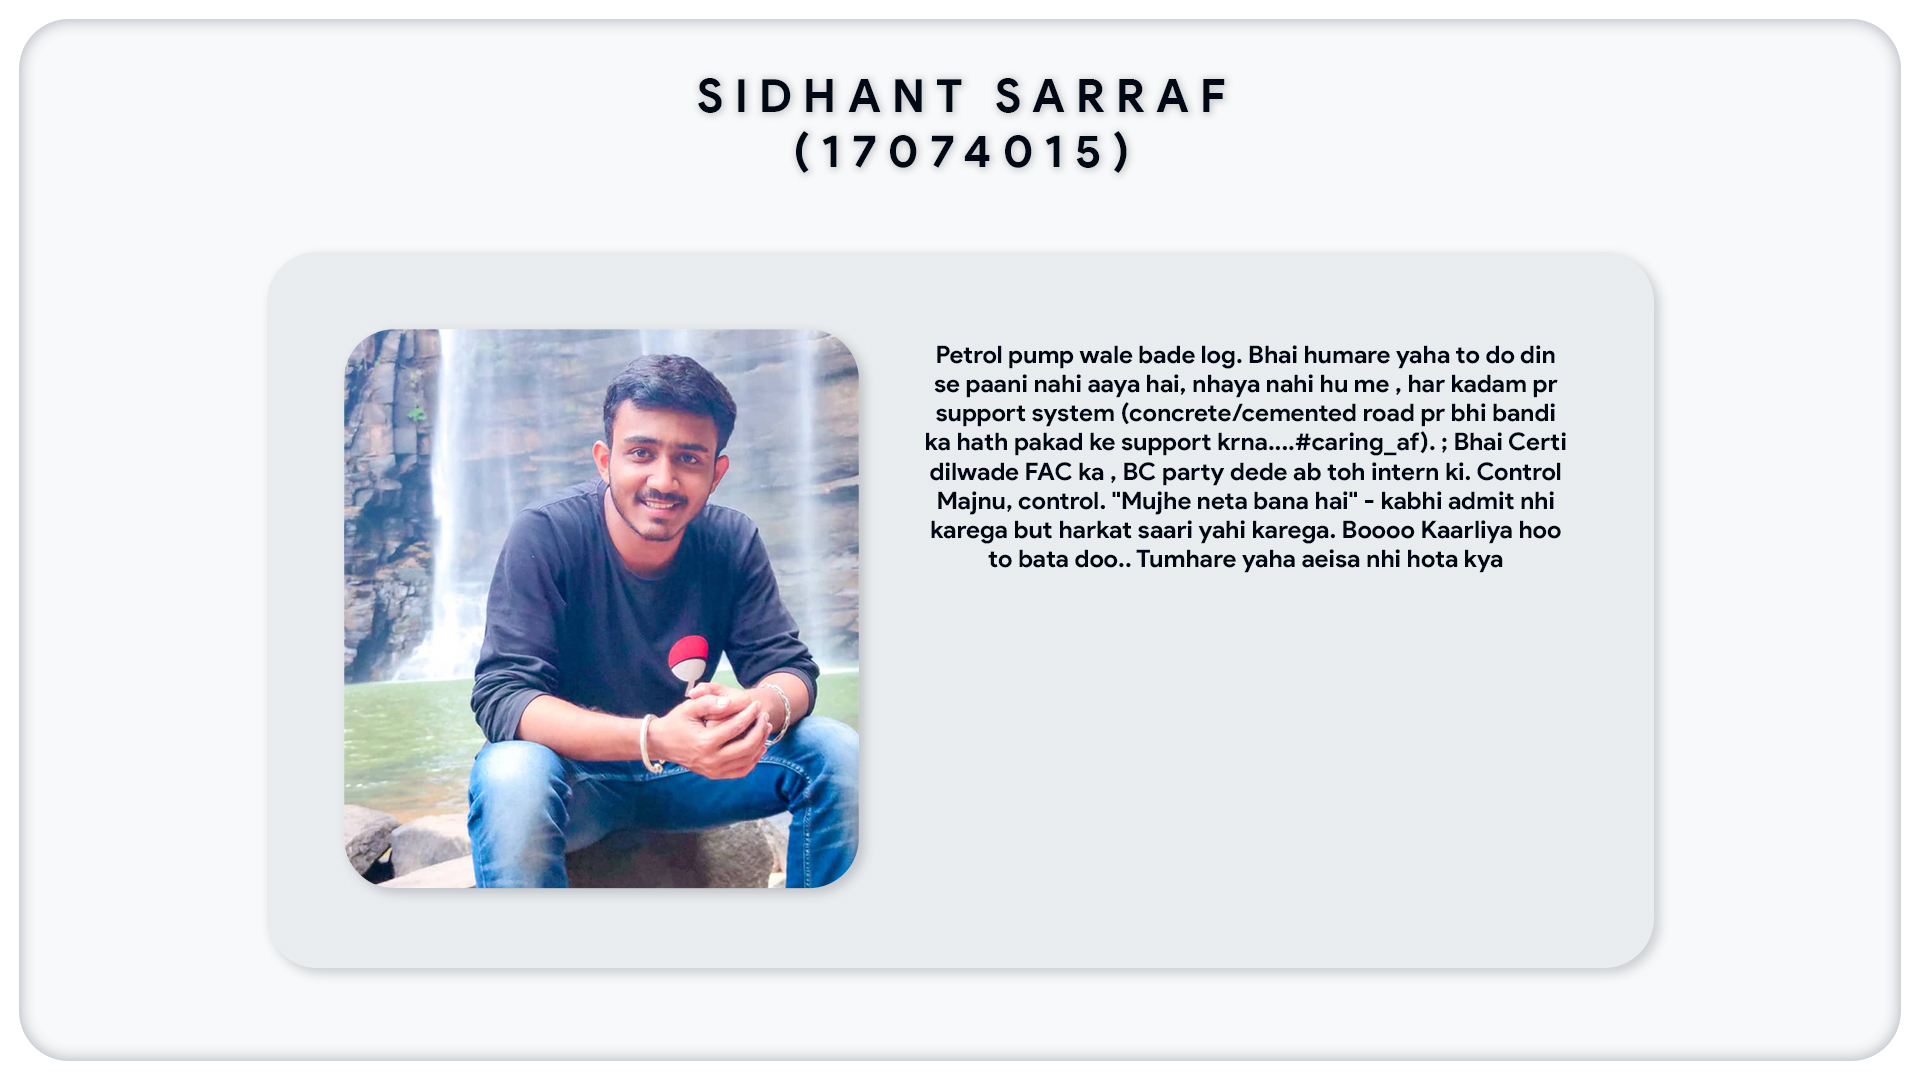 SIDHANT SARRAF
(17074015)
Petrol pump wale bade log. Bhai humare yaha to do din
se paani nahi aaya hai, nhaya nahi hu me , har kadam pr
support system (concrete/cemented road pr bhi bandi
ka hath pakad ke support krna....#caring_af). ; Bhai Certi
dilwade FAC ka , BC party dede ab toh intern ki. Control
Majnu, control. "Mujhe neta bana hai" - kabhi admit nhi
karega but harkat saari yahi karega. Boooo Kaarliya hoo
to bata doo.. Tumhare yaha aeisa nhi hota kya